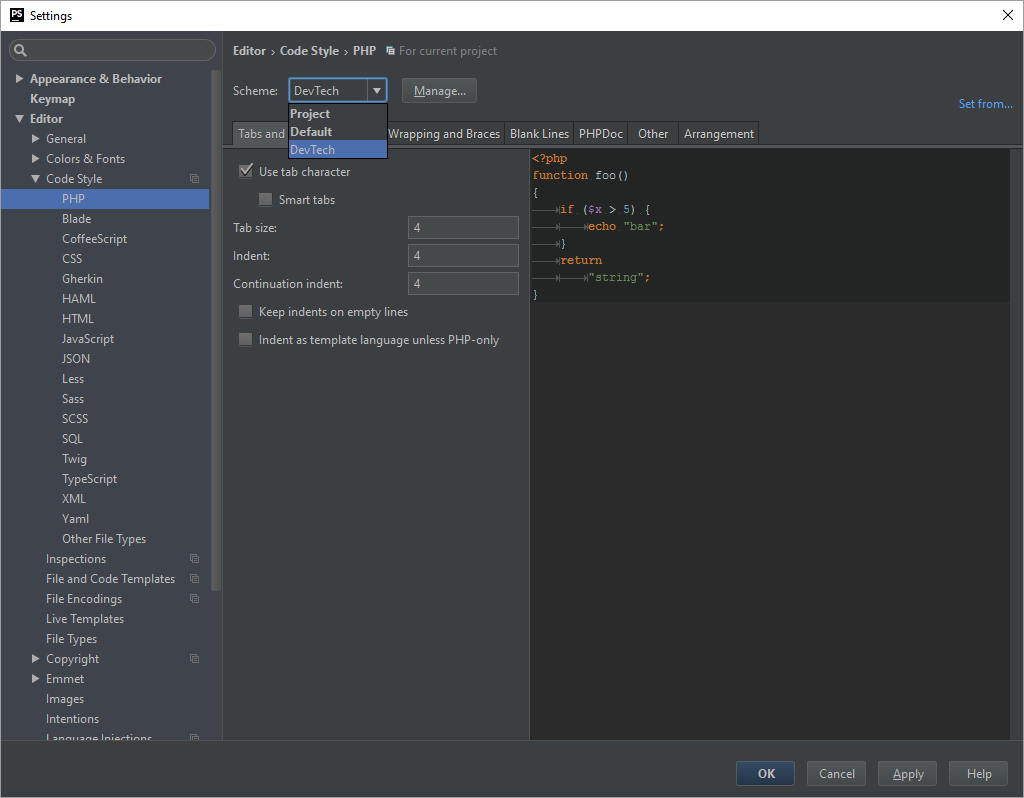 PS Settings
Appearance & Behavior
Keymap
Editor
General
Colors & Fonts
Code Style
PHP
Blade
CoffeeScript
CSS
Gherkin
HAML
HTML
JavaScript
JSON
Less
Sass
SCSS
SQL
Twig
TypeScript
XML
Yaml
Other File Types
Inspections
File and Code Templates
File Encodings
Live Templates
File Types
Copyright
Emmet
Images
Intentions
Language Injections
Editor › Code Style › PHP For current project
Scheme: DevTech Manage...
Project
Default
DevTech
Set from...
Tabs and Wrapping and Braces Blank Lines PHPDoc Other Arrangement
Use tab character
Smart tabs
Tab size: 4
Indent: 4
Continuation indent: 4
Keep indents on empty lines
Indent as template language unless PHP-only
<?php
function foo()
{
if ($x > 5) {
echo "bar";
}
return
"string";
}
OK Cancel Apply Help